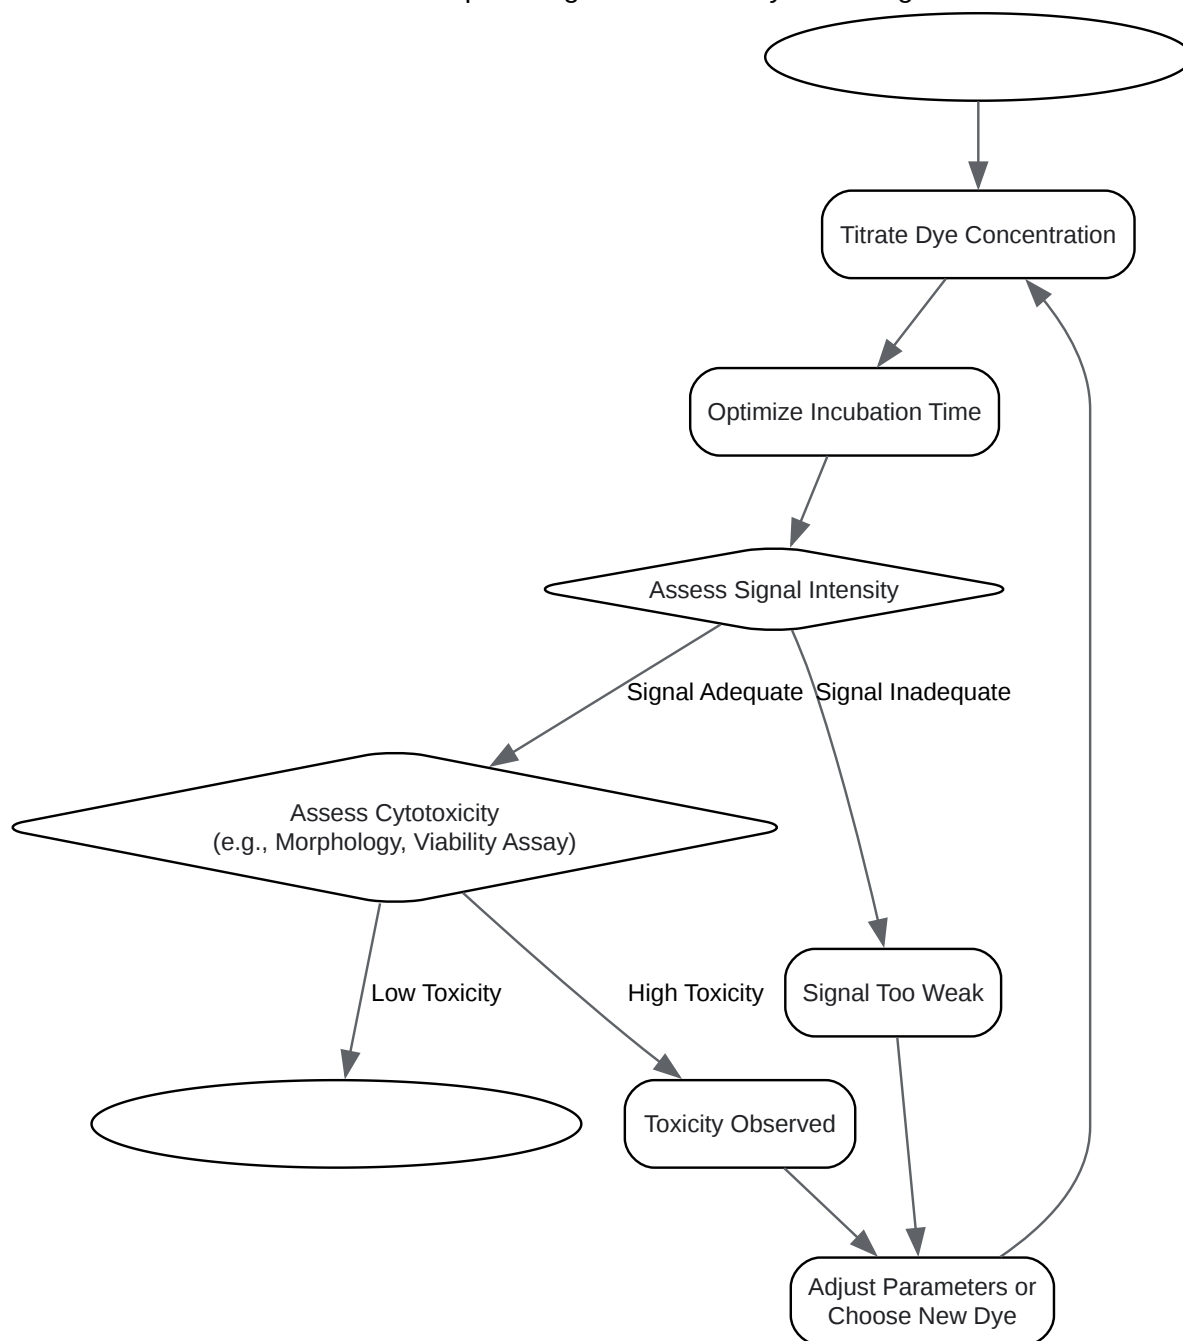 Titrate Dye Concentration
Optimize Incubation Time
Assess Signal Intensity
Signal Adequate
Signal Inadequate
Assess Cytotoxicity
(e.g., Morphology, Viability Assay)
Low Toxicity
High Toxicity
Signal Too Weak
Toxicity Observed
Adjust Parameters or
Choose New Dye